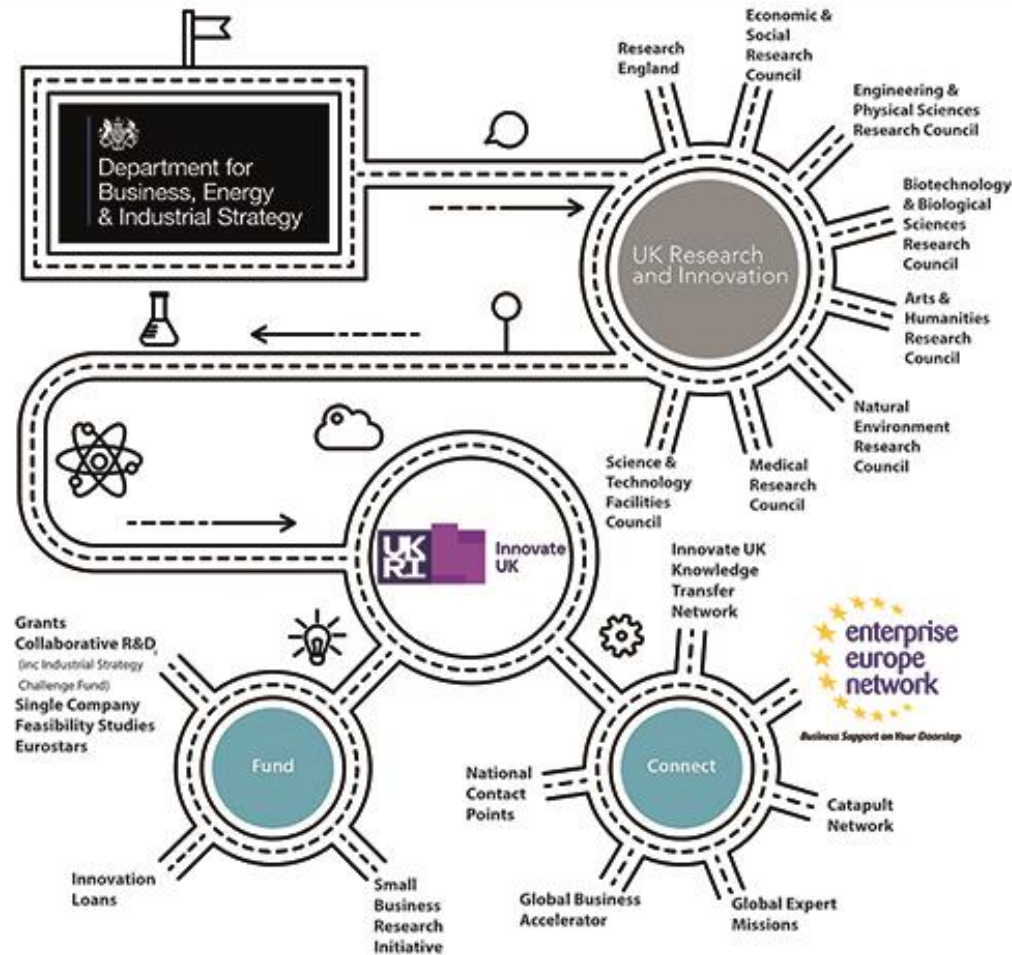 Department for
Business, Energy
& Industrial Strategy
Research
England
Economic &
Social
Research
Council
Engineering &
Physical Sciences
Research Council
Biotechnology
& Biological
Sciences
Research
Council
UK Research
and Innovation
Arts &
Humanities
Research
Council
Natural
Environment
Research
Council
Medical
Research
Council
Science &
Technology
Facilities
Council
UK
RI
Innovate
UK
Innovate UK
Knowledge
Transfer
Network
enterprise
europe
network
Business Support on Your Doorstep
Grants
Collaborative R&D,
(inc Industrial Strategy
Challenge Fund)
Single Company
Feasibility Studies
Eurostars
Fund
Innovation
Loans
Small
Business
Research
Initiative
Connect
National
Contact
Points
Catapult
Network
Global Business
Accelerator
Global Expert
Missions